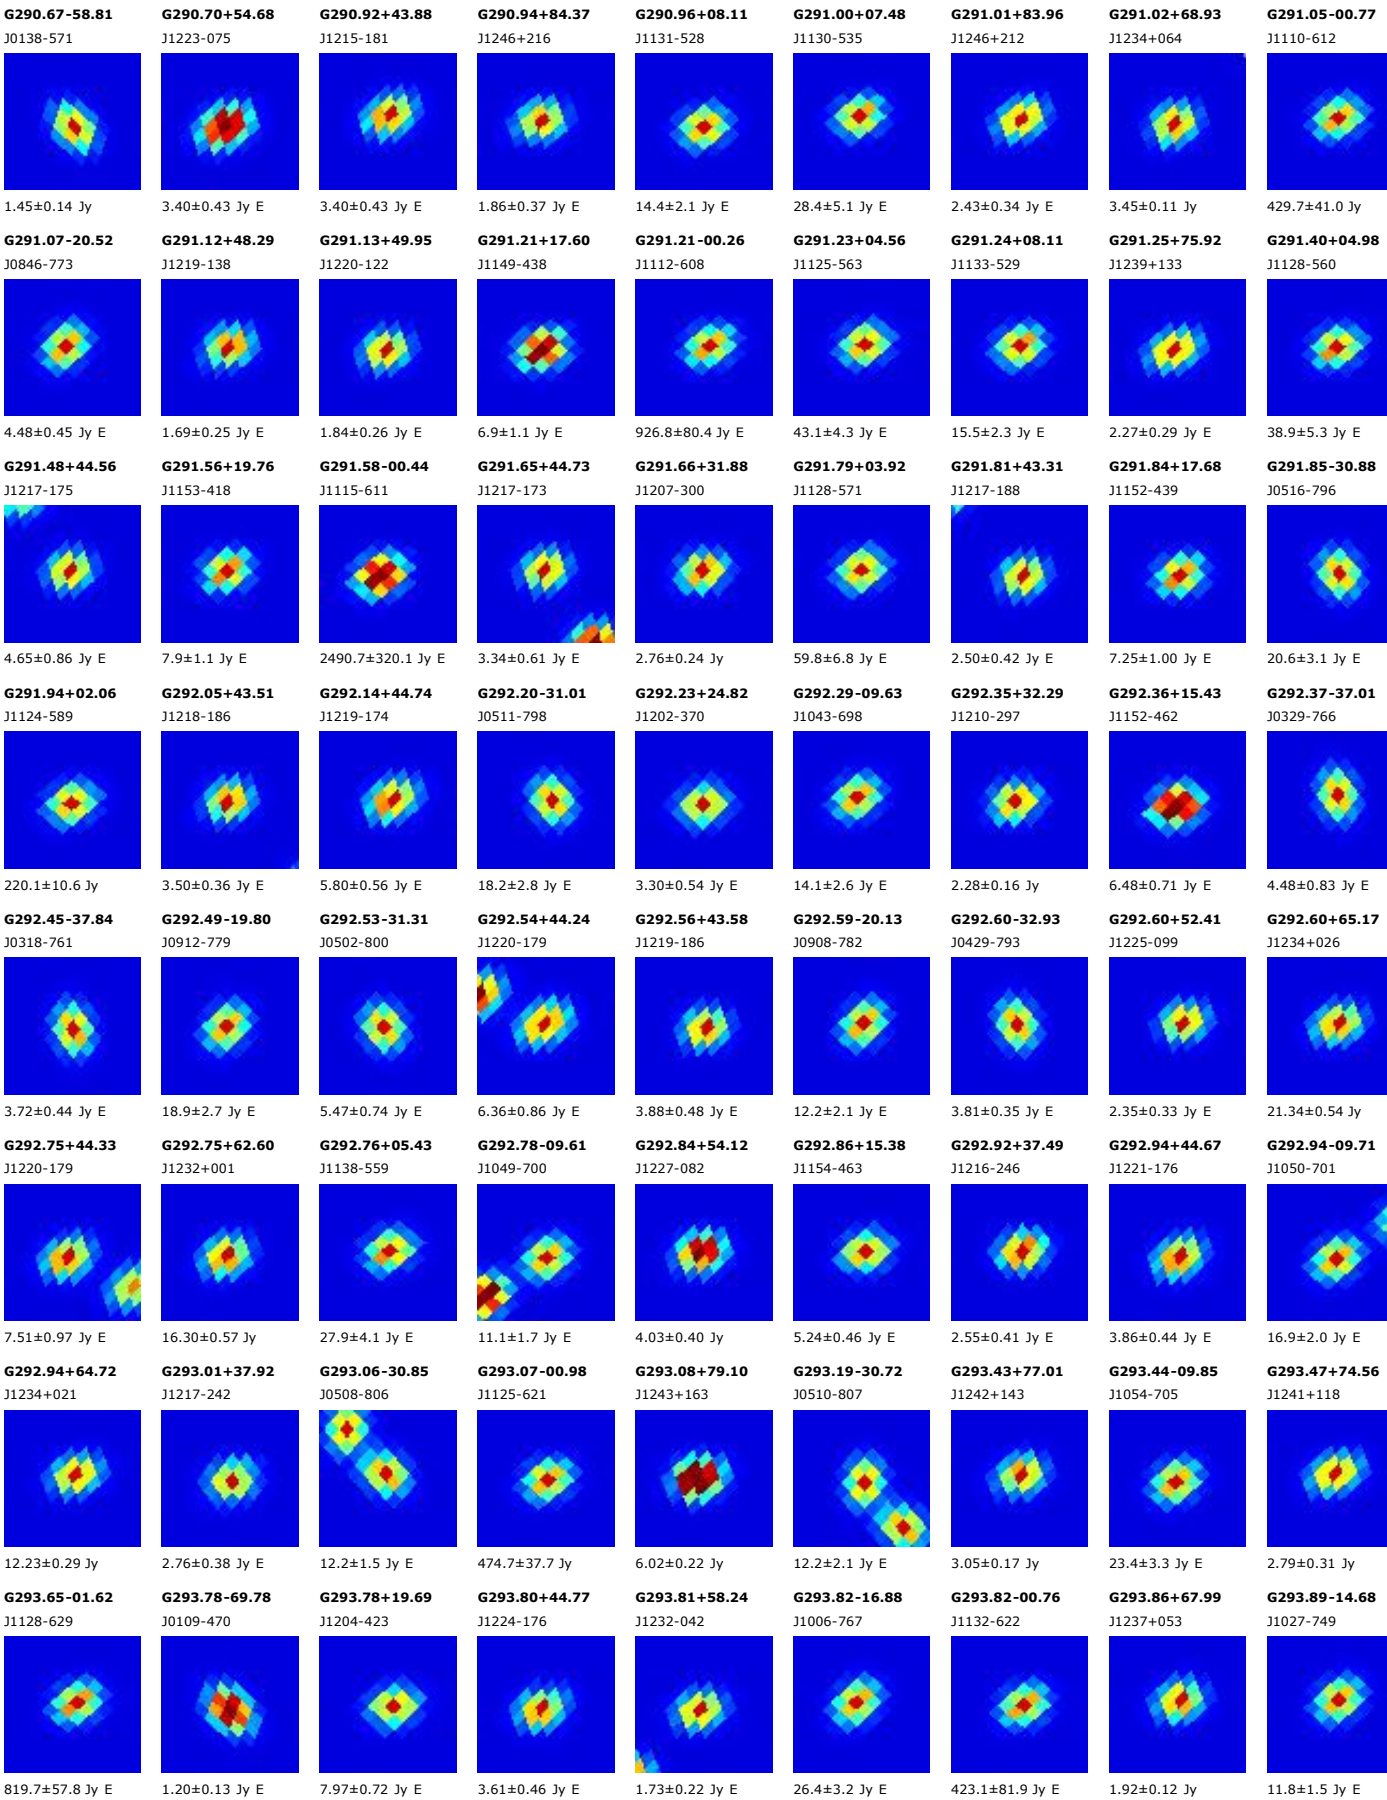 G290.67-58.81 G290.70+54.68 G290.92+43.88 G290.94+84.37 G290.96+08.11 G291.00+07.48 G291.01+83.96 G291.02+68.93 G291.05-00.77
J0138-571 J1223-075 J1215-181 J1246+216 J1131-528 J1130-535 J1246+212 J1234+064 J1110-612
1.45±0.14 Jy 3.40±0.43 Jy E 3.40±0.43 Jy E 1.86±0.37 Jy E 14.4±2.1 Jy E 28.4±5.1 Jy E 2.43±0.34 Jy E 3.45±0.11 Jy 429.7±41.0 Jy
G291.07-20.52 G291.12+48.29 G291.13+49.95 G291.21+17.60 G291.21-00.26 G291.23+04.56 G291.24+08.11 G291.25+75.92 G291.40+04.98
J0846-773 J1219-138 J1220-122 J1149-438 J1112-608 J1125-563 J1133-529 J1239+133 J1128-560
4.48±0.45 Jy E 1.69±0.25 Jy E 1.84±0.26 Jy E 6.9±1.1 Jy E 926.8±80.4 Jy E 43.1±4.3 Jy E 15.5±2.3 Jy E 2.27±0.29 Jy E 38.9±5.3 Jy E
G291.48+44.56 G291.56+19.76 G291.58-00.44 G291.65+44.73 G291.66+31.88 G291.79+03.92 G291.81+43.31 G291.84+17.68 G291.85-30.88
J1217-175 J1153-418 J1115-611 J1217-173 J1207-300 J1128-571 J1217-188 J1152-439 J0516-796
4.65±0.86 Jy E 7.9±1.1 Jy E 2490.7±320.1 Jy E 3.34±0.61 Jy E 2.76±0.24 Jy 59.8±6.8 Jy E 2.50±0.42 Jy E 7.25±1.00 Jy E 20.6±3.1 Jy E
G291.94+02.06 G292.05+43.51 G292.14+44.74 G292.20-31.01 G292.23+24.82 G292.29-09.63 G292.35+32.29 G292.36+15.43 G292.37-37.01
J1124-589 J1218-186 J1219-174 J0511-798 J1202-370 J1043-698 J1210-297 J1152-462 J0329-766
220.1±10.6 Jy 3.50±0.36 Jy E 5.80±0.56 Jy E 18.2±2.8 Jy E 3.30±0.54 Jy E 14.1±2.6 Jy E 2.28±0.16 Jy 6.48±0.71 Jy E 4.48±0.83 Jy E
G292.45-37.84 G292.49-19.80 G292.53-31.31 G292.54+44.24 G292.56+43.58 G292.59-20.13 G292.60-32.93 G292.60+52.41 G292.60+65.17
J0318-761 J0912-779 J0502-800 J1220-179 J1219-186 J0908-782 J0429-793 J1225-099 J1234+026
3.72±0.44 Jy E 18.9±2.7 Jy E 5.47±0.74 Jy E 6.36±0.86 Jy E 3.88±0.48 Jy E 12.2±2.1 Jy E 3.81±0.35 Jy E 2.35±0.33 Jy E 21.34±0.54 Jy
G292.75+44.33 G292.75+62.60 G292.76+05.43 G292.78-09.61 G292.84+54.12 G292.86+15.38 G292.92+37.49 G292.94+44.67 G292.94-09.71
J1220-179 J1232+001 J1138-559 J1049-700 J1227-082 J1154-463 J1216-246 J1221-176 J1050-701
7.51±0.97 Jy E 16.30±0.57 Jy 27.9±4.1 Jy E 11.1±1.7 Jy E 4.03±0.40 Jy 5.24±0.46 Jy E 2.55±0.41 Jy E 3.86±0.44 Jy E 16.9±2.0 Jy E
G292.94+64.72 G293.01+37.92 G293.06-30.85 G293.07-00.98 G293.08+79.10 G293.19-30.72 G293.43+77.01 G293.44-09.85 G293.47+74.56
J1234+021 J1217-242 J0508-806 J1125-621 J1243+163 J0510-807 J1242+143 J1054-705 J1241+118
12.23±0.29 Jy 2.76±0.38 Jy E 12.2±1.5 Jy E 474.7±37.7 Jy 6.02±0.22 Jy 12.2±2.1 Jy E 3.05±0.17 Jy 23.4±3.3 Jy E 2.79±0.31 Jy
G293.65-01.62 G293.78-69.78 G293.78+19.69 G293.80+44.77 G293.81+58.24 G293.82-16.88 G293.82-00.76 G293.86+67.99 G293.89-14.68
J1128-629 J0109-470 J1204-423 J1224-176 J1232-042 J1006-767 J1132-622 J1237+053 J1027-749
819.7±57.8 Jy E 1.20±0.13 Jy E 7.97±0.72 Jy E 3.61±0.46 Jy E 1.73±0.22 Jy E 26.4±3.2 Jy E 423.1±81.9 Jy E 1.92±0.12 Jy 11.8±1.5 Jy E